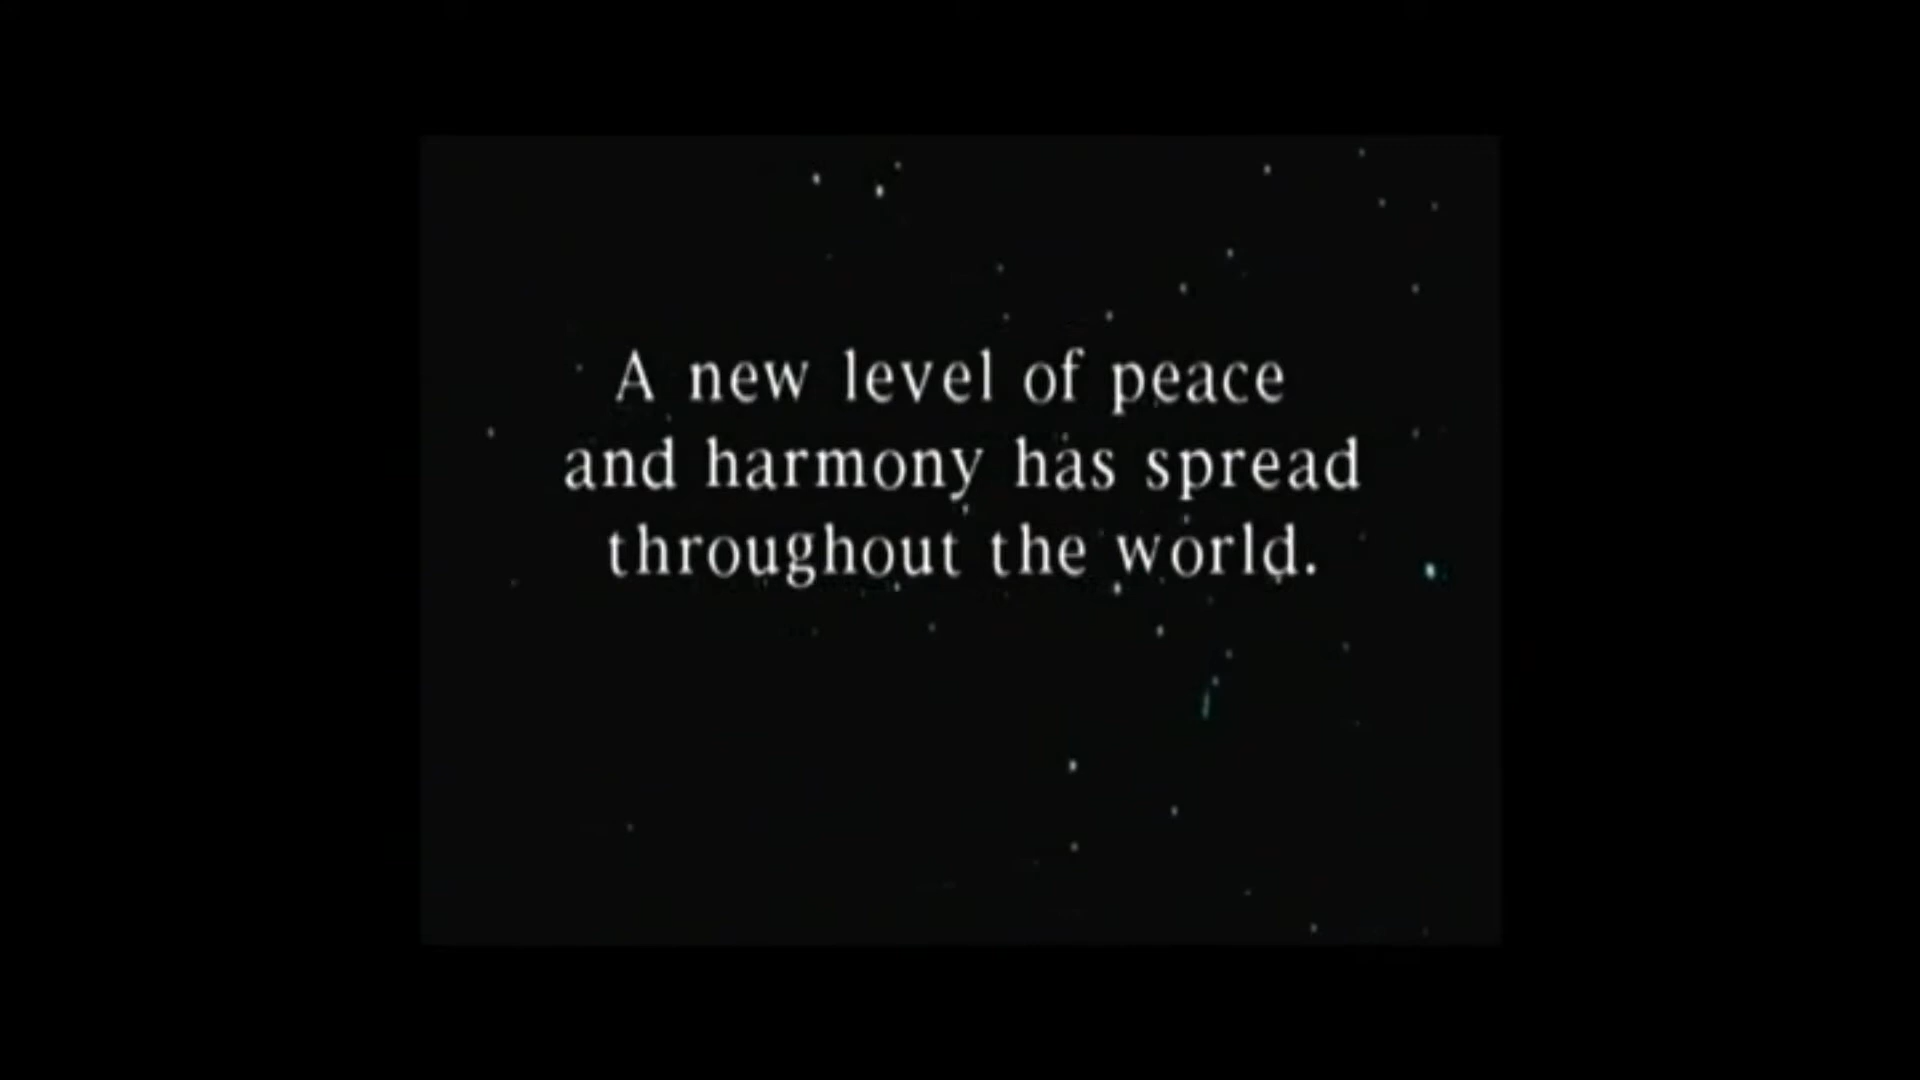 A new level of peace
and harmony has spread
throughout the world.